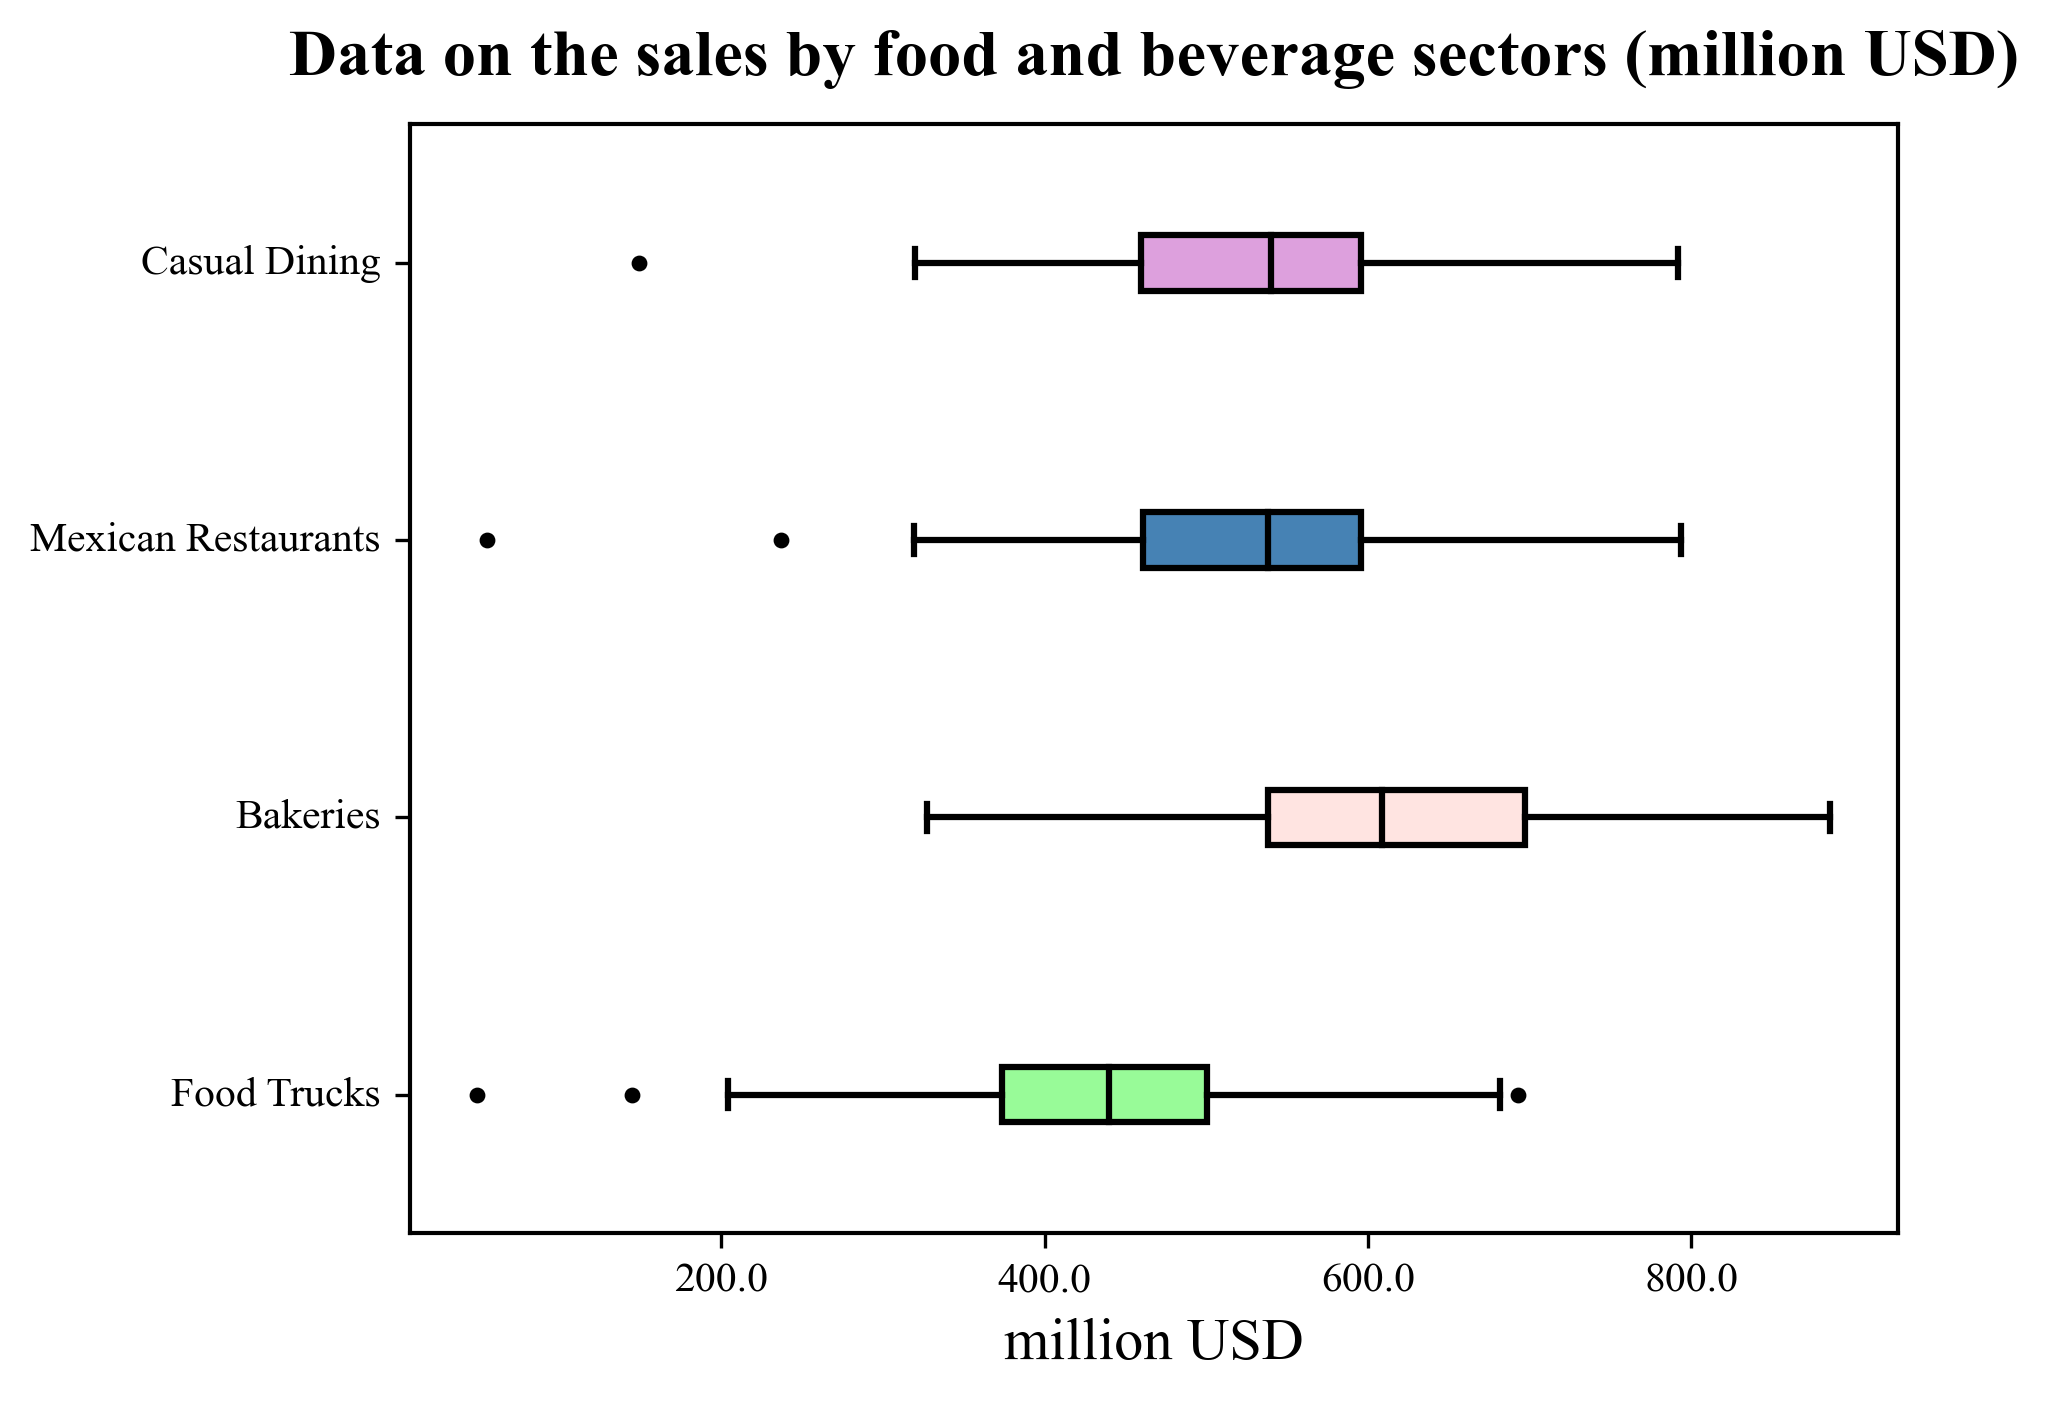 Data on the sales by food and beverage sectors (million USD)
Casual Dining
Mexican Restaurants
Bakeries
Food Trucks
200.0 400.0 600.0 800.0
million USD